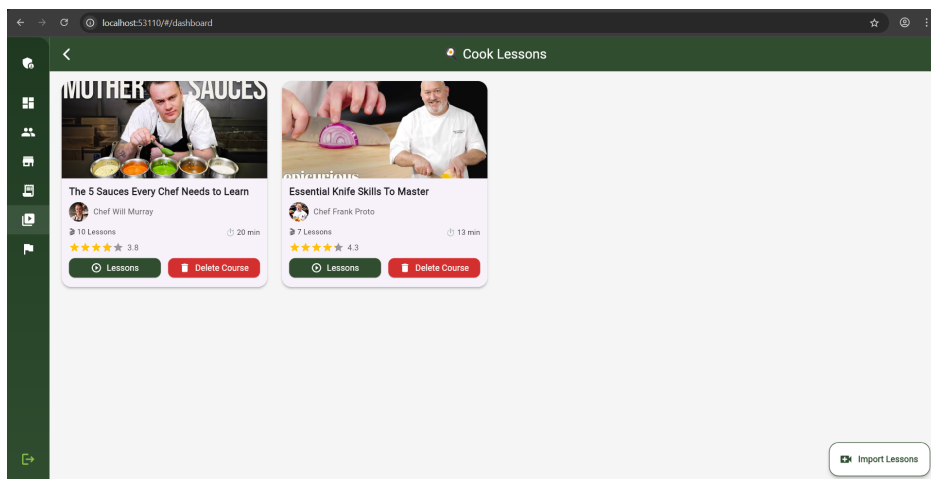 localhost:53110/#/dashboard
Cook Lessons
MOTHER SAUCES
The 5 Sauces Every Chef Needs to Learn
Chef Will Murray
10 Lessons
20 min
3.8
Lessons
Delete Course
epicurious
Essential Knife Skills To Master
Chef Frank Proto
7 Lessons
13 min
4.3
Lessons
Delete Course
Import Lessons